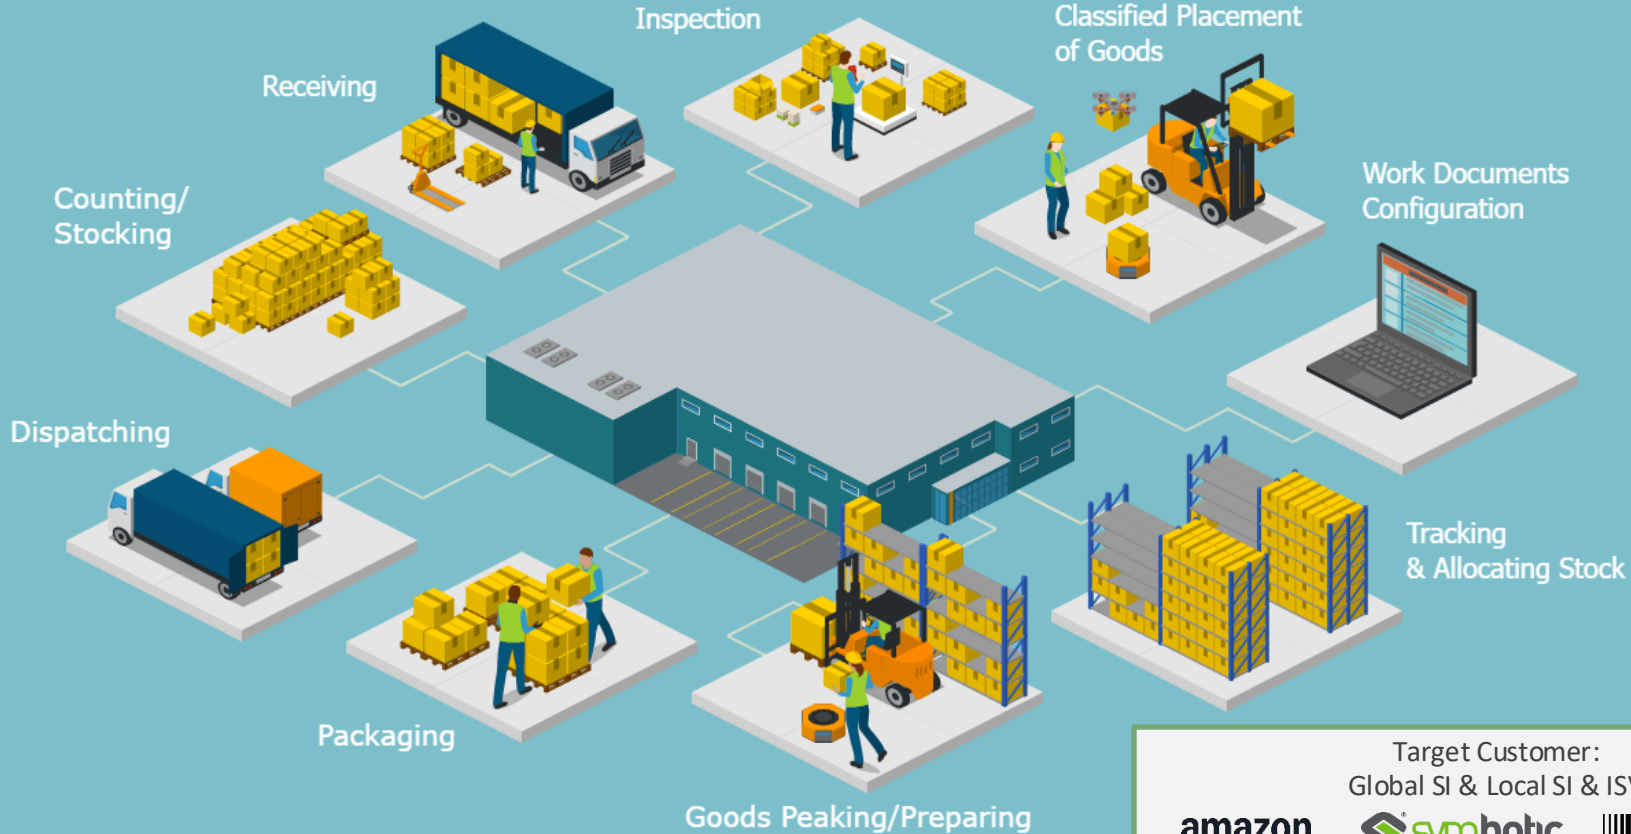 Inspection
Classified Placement
of Goods
Receiving
Work Documents
Configuration
Counting/
Stocking
Dispatching
Tracking
& Allocating Stock
Packaging
Goods Peaking/Preparing
Target Customer:
Global SI & Local SI &
amazon
symbotic